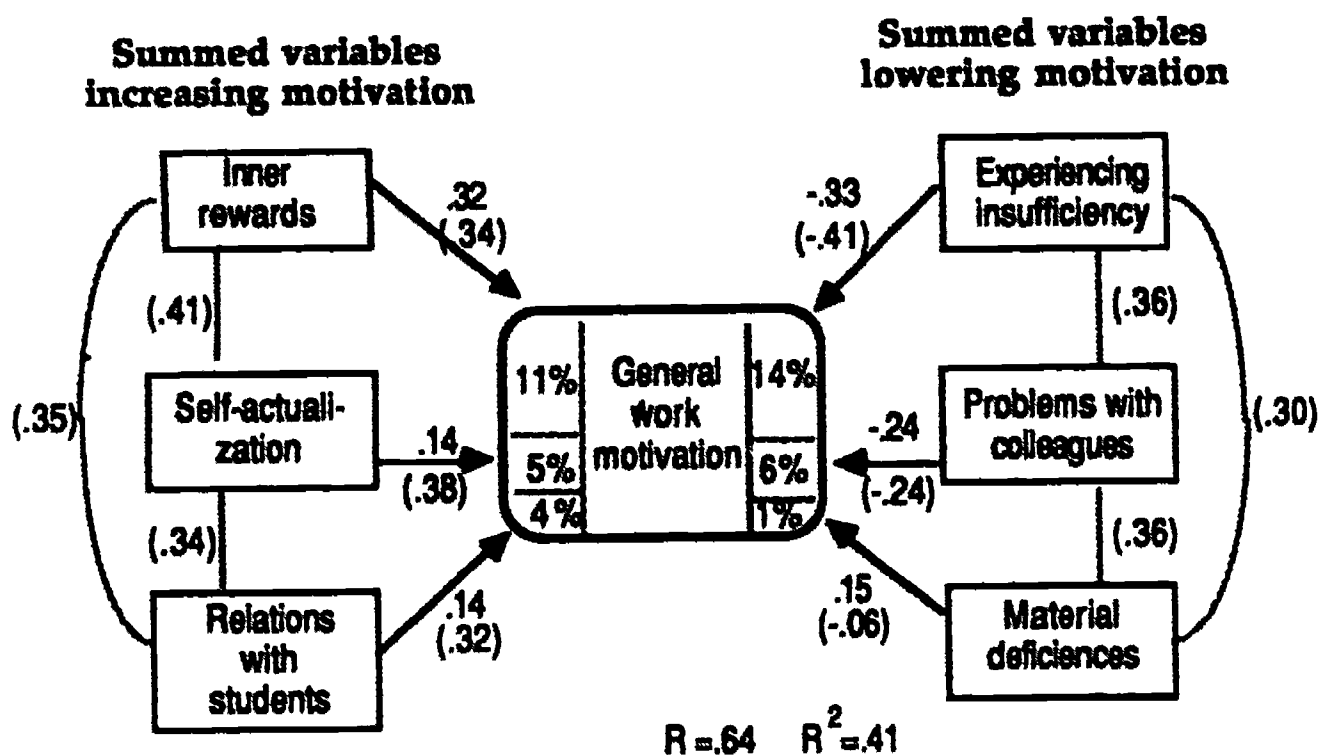 Summed variables
increasing motivation
Summed variables
lowering motivation
Inner
rewards
.32
(.34)
(.41)
(.35)
Self-actuali-
zation
.14
(.38)
(.34)
Relations
with
students
.14
(.32)
11%
5%
4%
General
work
motivation
14%
6%
1%
Experiencing
insufficiency
-.33
(-.41)
(.36)
(.30)
Problems with
colleagues
-.24
(-.24)
(.36)
Material
deficiences
.15
(-.06)
R=.64 R²=.41